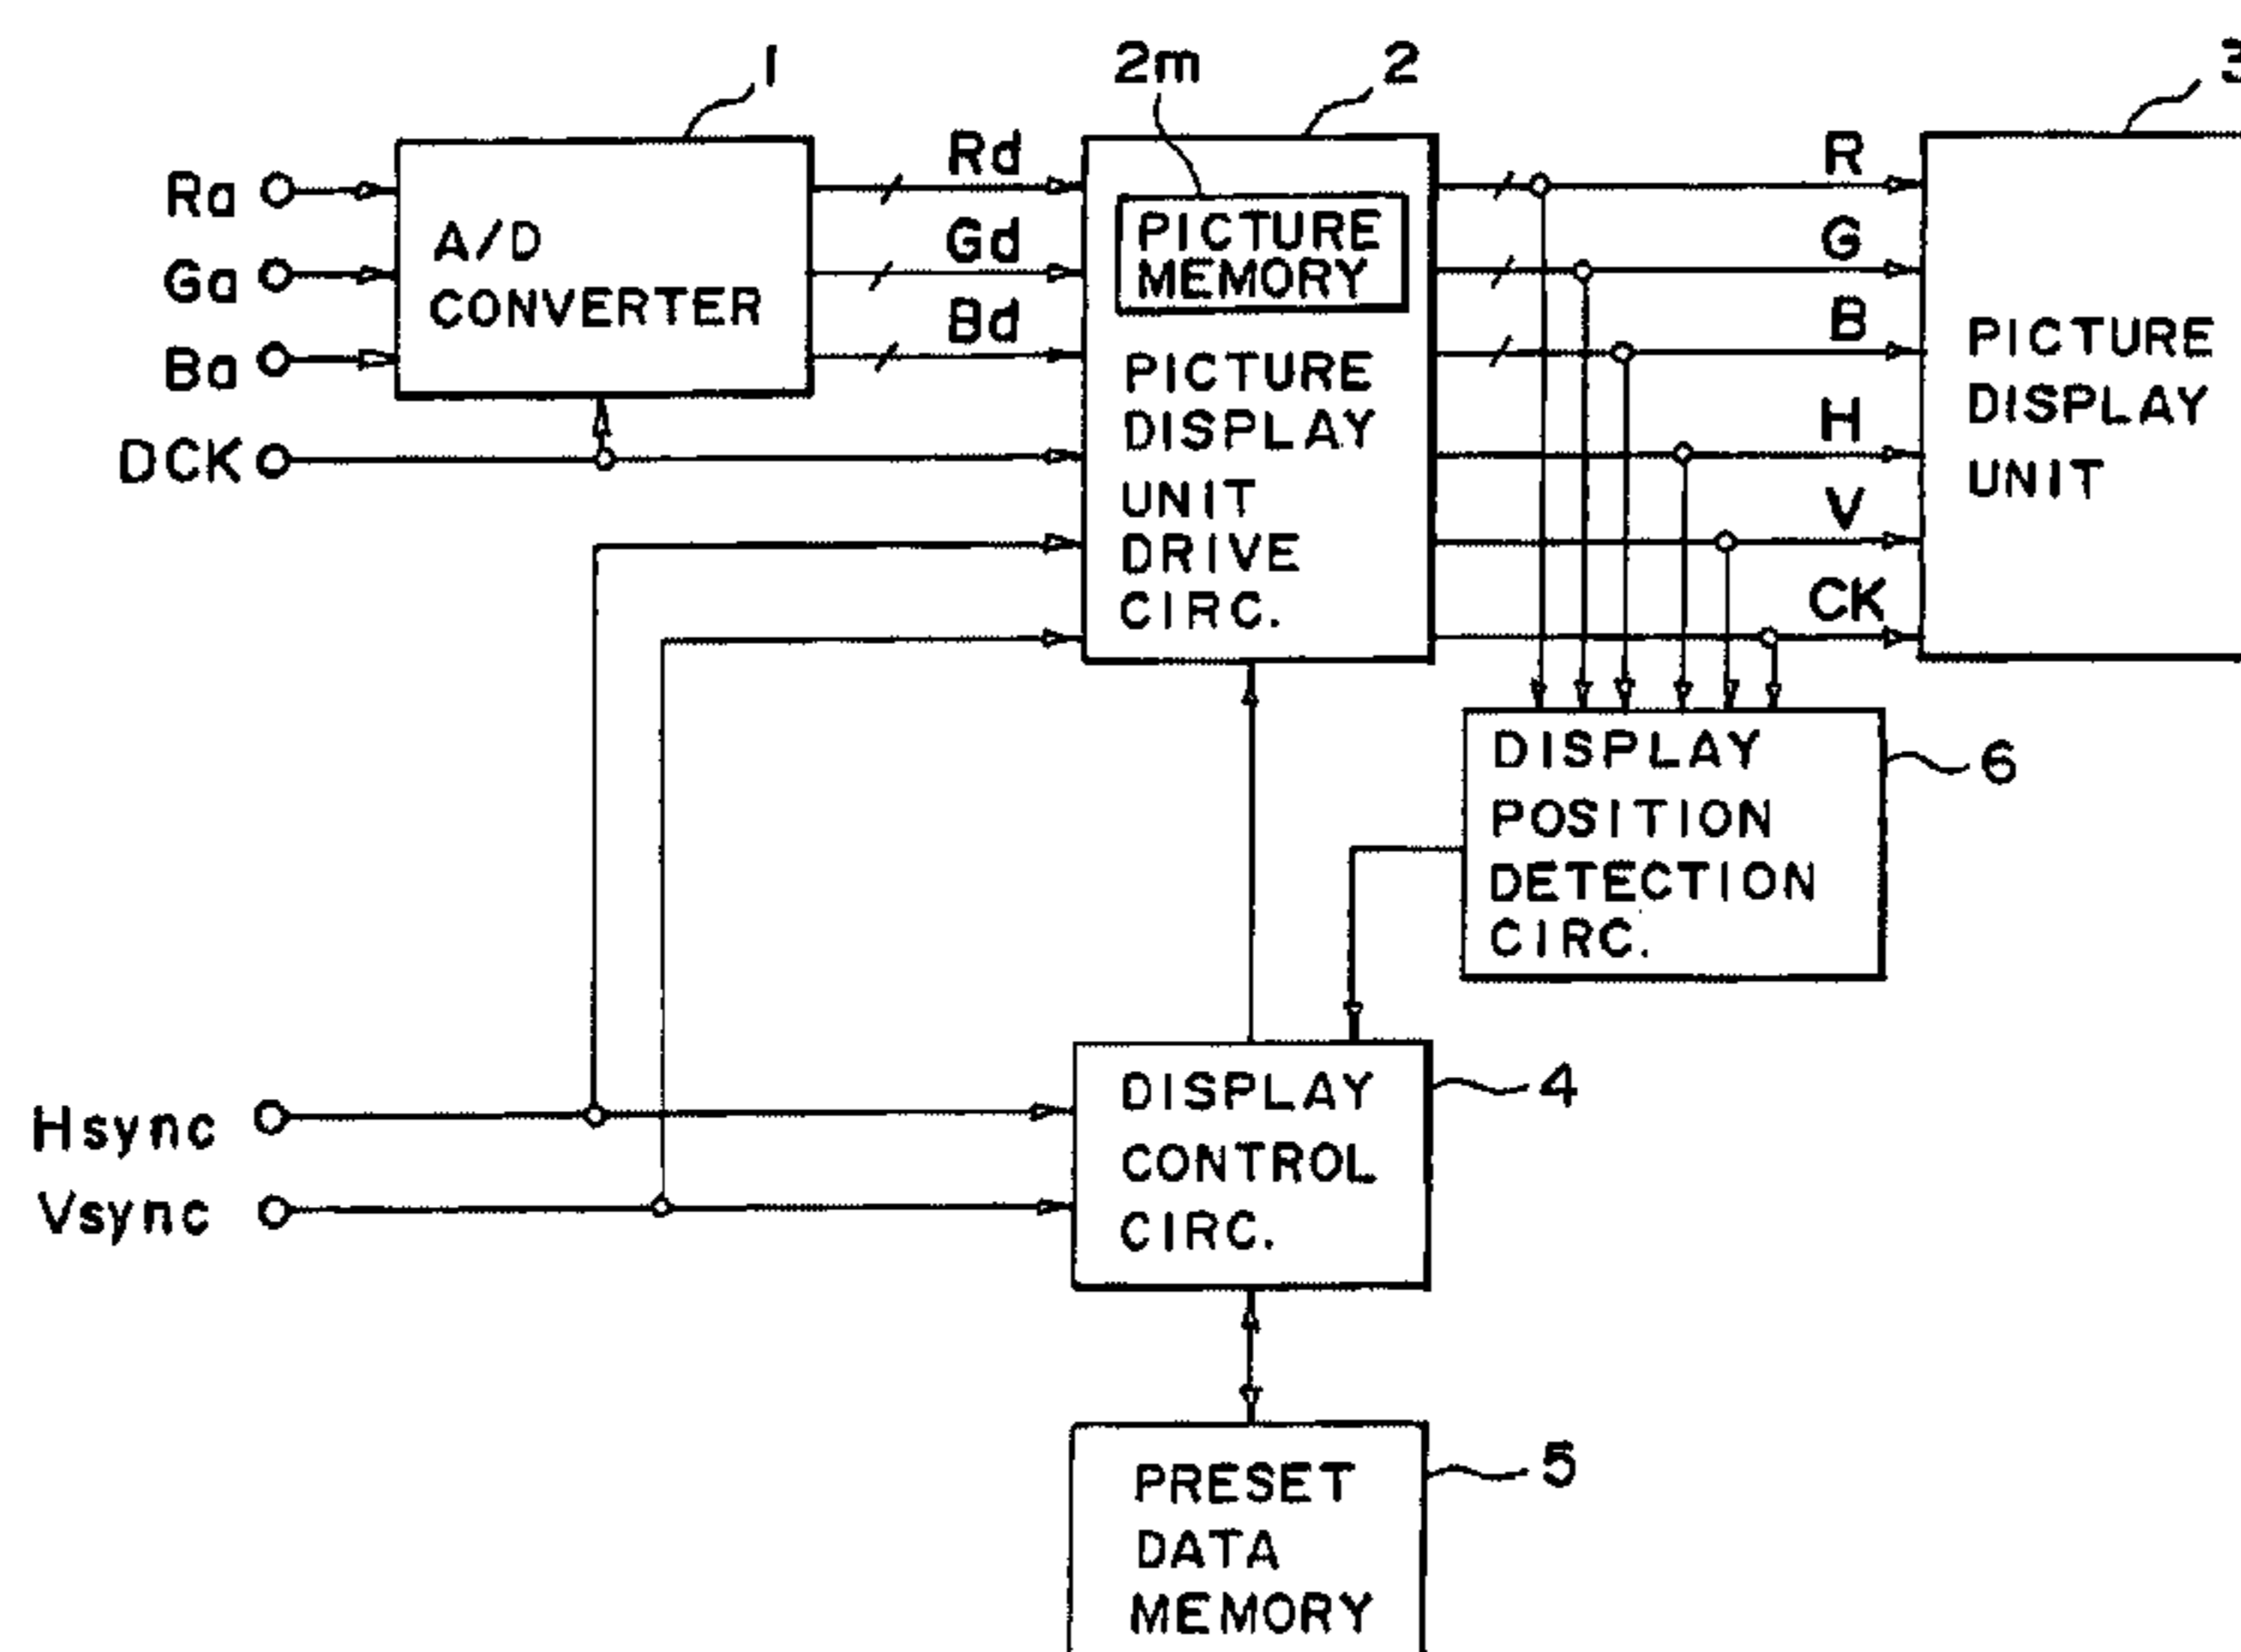 1
2m
2
3
Ra
Ga
Ba
DCK
A/D
CONVERTER
Rd
Gd
Bd
PICTURE
MEMORY
PICTURE
DISPLAY
UNIT
DRIVE
CIRC.
R
G
B
H
V
CK
PICTURE
DISPLAY
UNIT
DISPLAY
POSITION
DETECTION
CIRC.
6
Hsync
Vsync
DISPLAY
CONTROL
CIRC.
4
PRESET
DATA
MEMORY
5